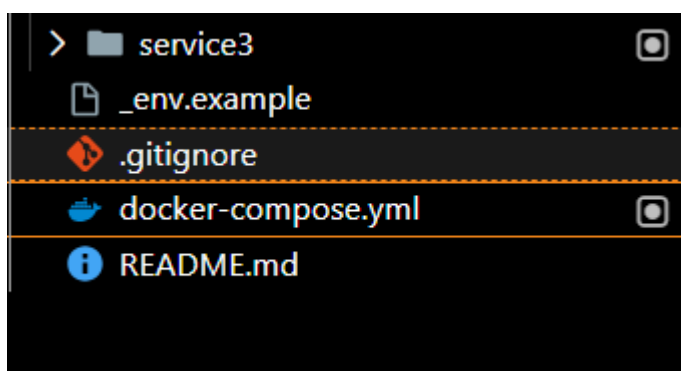 service3
_env.example
.gitignore
docker-compose.yml
README.md